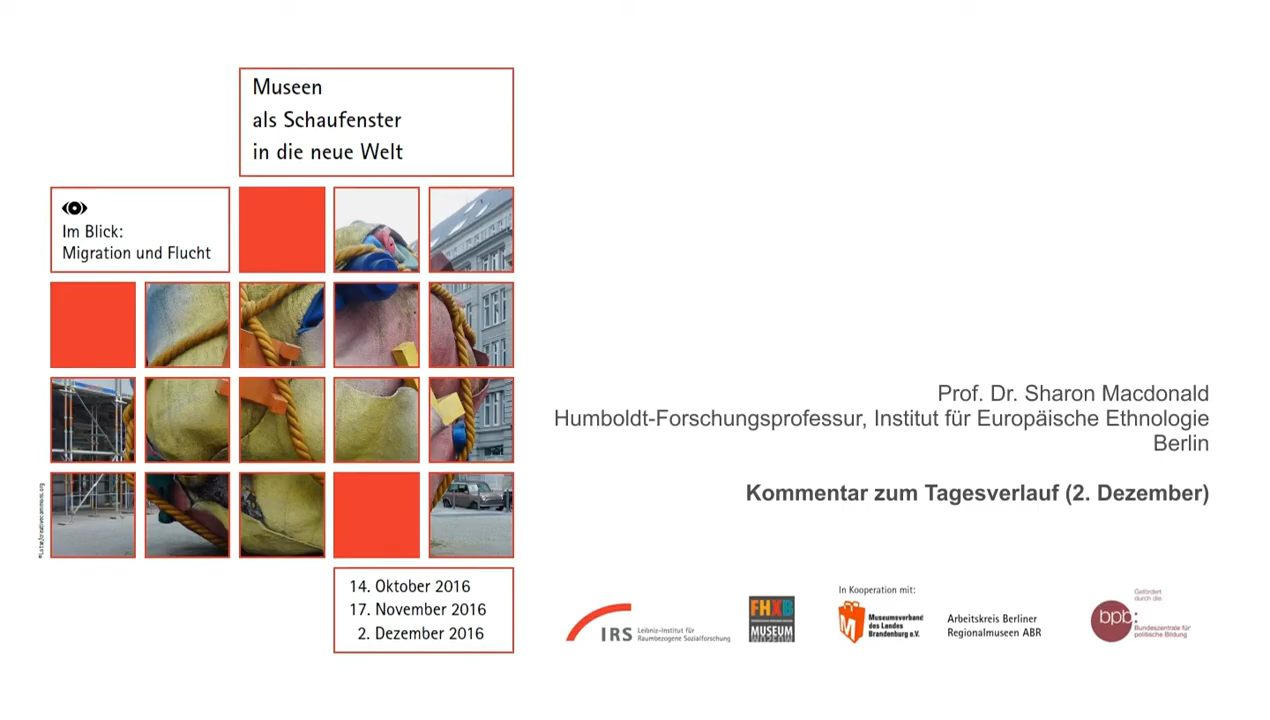 Museen
als Schaufenster
in die neue Welt
Im Blick:
Migration und Flucht
14. Oktober 2016
17. November 2016
2. Dezember 2016
Prof. Dr. Sharon Macdonald
Humboldt-Forschungsprofessur, Institut für Europäische Ethnologie
Berlin
Kommentar zum Tagesverlauf (2. Dezember)
IRS
Leibniz-Institut für
Raumbezogene Sozialforschung
FHXB
MUSEUM
In Kooperation mit:
Museumsverband
des Landes
Brandenburg e.V.
Arbeitskreis Berliner
Regionalmuseen ABR
Gefördert
durch die:
bpb:
Bundeszentrale für
politische Bildung